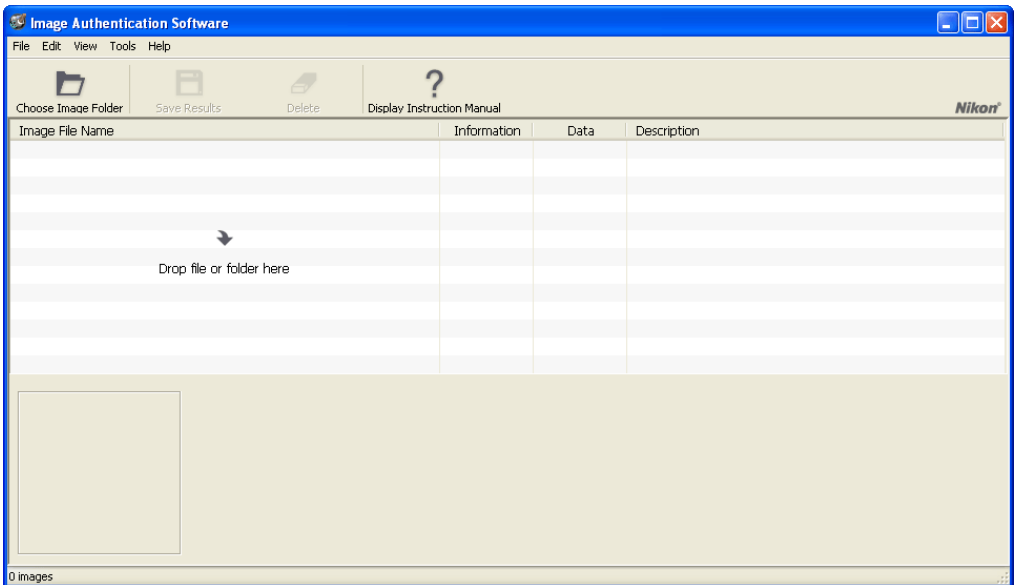 Image Authentication Software
File Edit View Tools Help
Choose Image Folder Save Results Delete Display Instruction Manual
Nikon®
Image File Name Information Data Description
Drop file or folder here
0 images